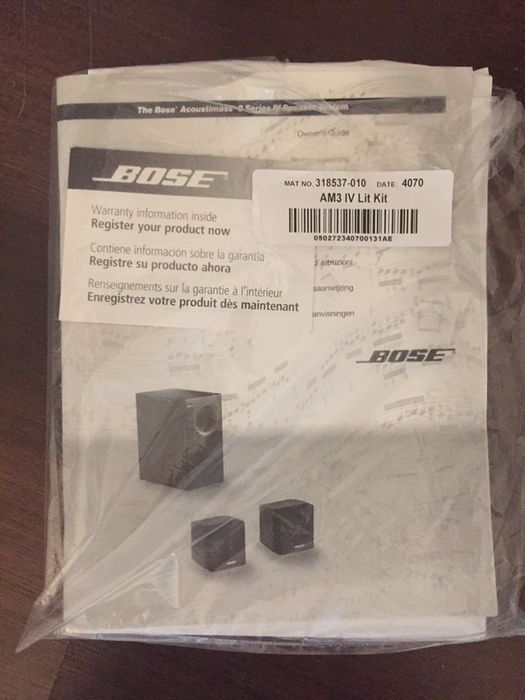 The Bose® Acoustimass® 3 Series IV Speaker System
Owner's Guide
BOSE
Warranty information inside
Register your product now
Contiene información sobre la garantía
Registre su producto ahora
Renseignements sur la garantie à l'intérieur
Enregistrez votre produit dès maintenant
MAT NO. 318537-010 DATE: 4070
AM3 IV Lit Kit
050272340700131AE
d'istruzioni
saanwijzing
anvisningen
BOSE